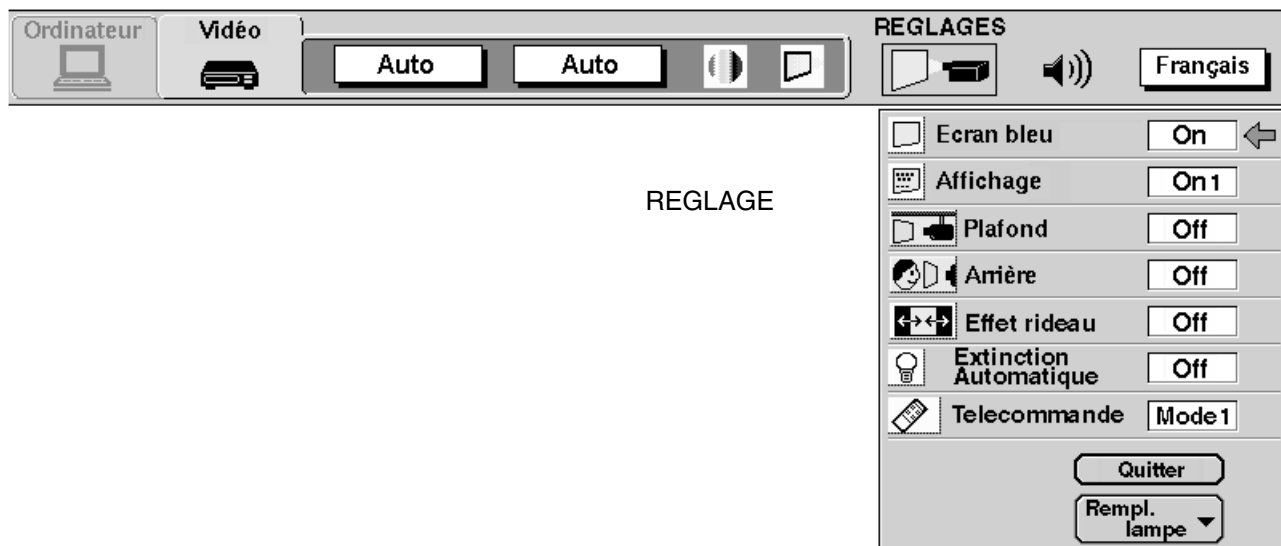 Ordinateur
Vidéo
Auto
Auto
REGLAGES
Français
REGLAGE
Ecran bleu On
Affichage On1
Plafond Off
Arrière Off
Effet rideau Off
Extinction
Automatique Off
Telecommande Mode1
Quitter
Rempl.
lampe